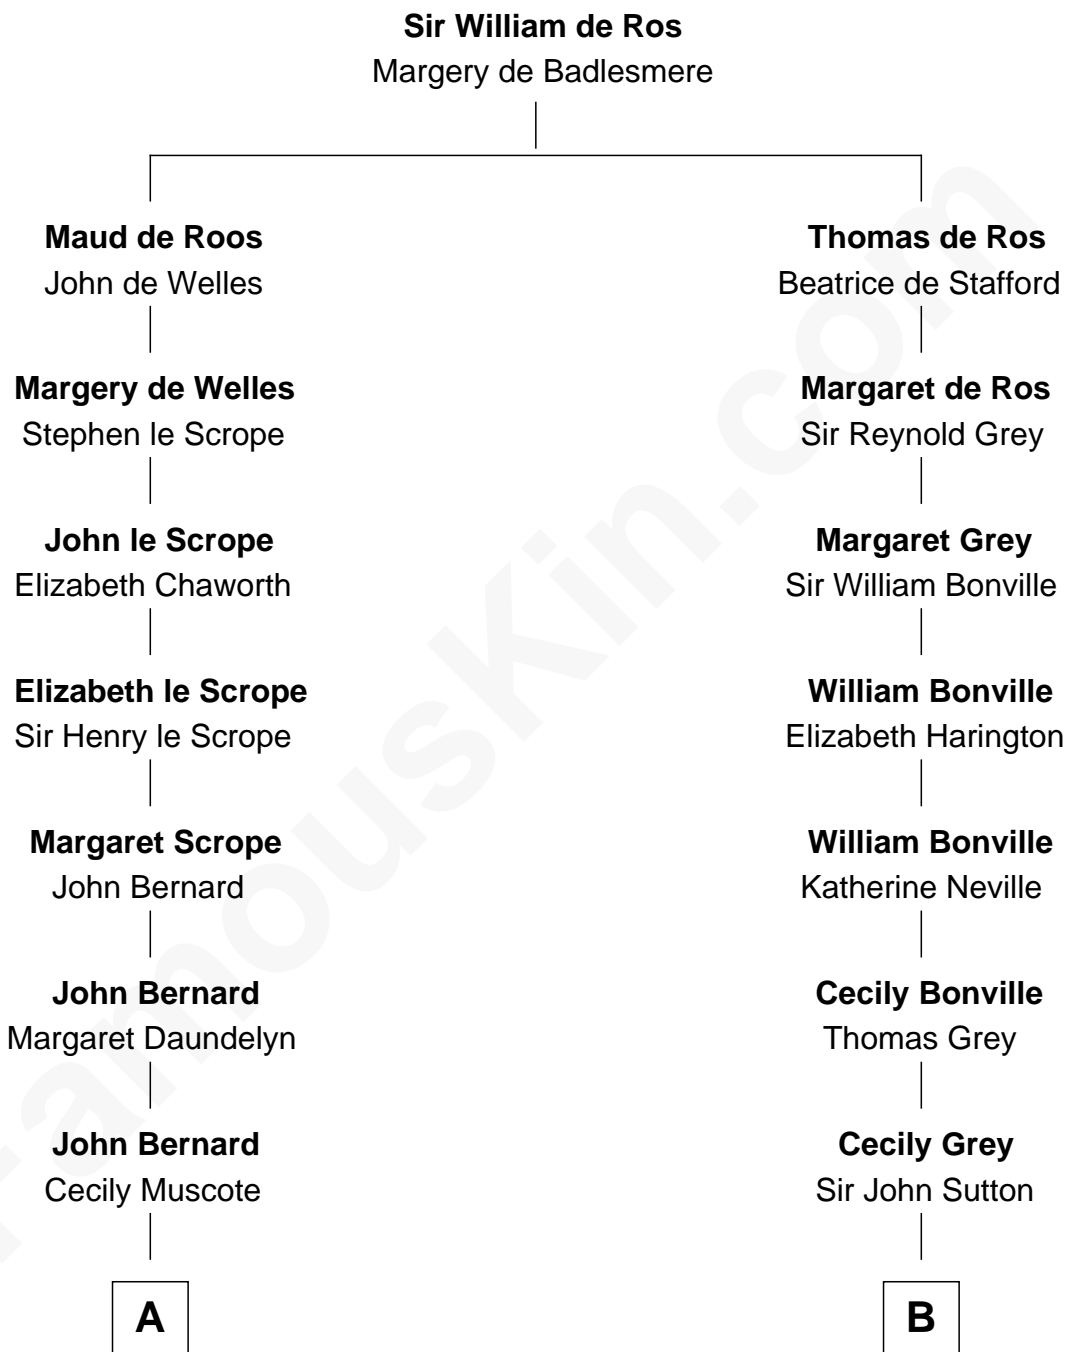 Sir William de Ros
Margery de Badlesmere
Maud de Roos
John de Welles
Thomas de Ros
Beatrice de Stafford
Margery de Welles
Stephen le Scrope
Margaret de Ros
Sir Reynold Grey
John le Scrope
Elizabeth Chaworth
Margaret Grey
Sir William Bonville
Elizabeth le Scrope
Sir Henry le Scrope
William Bonville
Elizabeth Harington
Margaret Scrope
John Bernard
William Bonville
Katherine Neville
John Bernard
Margaret Daundelyn
Cecily Bonville
Thomas Grey
John Bernard
Cecily Muscote
Cecily Grey
Sir John Sutton
A
B
FamousKin.com